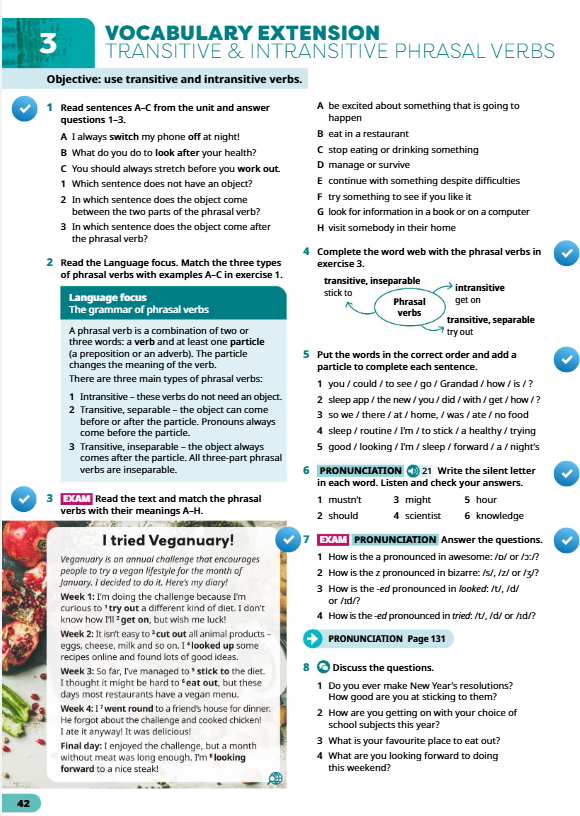 3
VOCABULARY EXTENSION
TRANSITIVE & INTRANSITIVE PHRASAL VERBS
Objective: use transitive and intransitive verbs.
1 Read sentences A–C from the unit and answer
questions 1–3.
A I always switch my phone off at night!
B What do you do to look after your health?
C You should always stretch before you work out.
1 Which sentence does not have an object?
2 In which sentence does the object come
between the two parts of the phrasal verb?
3 In which sentence does the object come after
the phrasal verb?
2 Read the Language focus. Match the three types
of phrasal verbs with examples A–C in exercise 1.
Language focus
The grammar of phrasal verbs
A phrasal verb is a combination of two or
three words: a verb and at least one particle
(a preposition or an adverb). The particle
changes the meaning of the verb.
There are three main types of phrasal verbs:
1 Intransitive – these verbs do not need an object.
2 Transitive, separable – the object can come
before or after the particle. Pronouns always
come before the particle.
3 Transitive, inseparable – the object always
comes after the particle. All three-part phrasal
verbs are inseparable.
3 EXAM Read the text and match the phrasal
verbs with their meanings A–H.
I tried Veganuary!
Veganuary is an annual challenge that encourages
people to try a vegan lifestyle for the month of
January. I decided to do it. Here's my diary!
Week 1: I'm doing the challenge because I'm
curious to 1 try out a different kind of diet. I don't
know how I'll 2 get on, but wish me luck!
Week 2: It isn't easy to 3 cut out all animal products –
eggs, cheese, milk and so on. I 4 looked up some
recipes online and found lots of good ideas.
Week 3: So far, I've managed to 5 stick to the diet.
I thought it might be hard to 6 eat out, but these
days most restaurants have a vegan menu.
Week 4: I 7 went round to a friend's house for dinner.
He forgot about the challenge and cooked chicken!
I ate it anyway! It was delicious!
Final day: I enjoyed the challenge, but a month
without meat was long enough. I'm 8 looking
forward to a nice steak!
42
A be excited about something that is going to
happen
B eat in a restaurant
C stop eating or drinking something
D manage or survive
E continue with something despite difficulties
F try something to see if you like it
G look for information in a book or on a computer
H visit somebody in their home
4 Complete the word web with the phrasal verbs in
exercise 3.
transitive, inseparable
stick to
Phrasal
verbs
intransitive
get on
transitive, separable
try out
5 Put the words in the correct order and add a
particle to complete each sentence.
1 you / could / to see / go / Grandad / how / is / ?
2 sleep app / the new / you / did / with / get / how / ?
3 so we / there / at / home, / was / ate / no food
4 sleep / routine / I'm / to stick / a healthy / trying
5 good / looking / I'm / sleep / forward / a / night's
6 PRONUNCIATION 21 Write the silent letter
in each word. Listen and check your answers.
1 mustn't 3 might 5 hour
2 should 4 scientist 6 knowledge
7 EXAM PRONUNCIATION Answer the questions.
1 How is the a pronounced in awesome: /ɒ/ or /ɔː/?
2 How is the z pronounced in bizarre: /s/, /z/ or /ʒ/?
3 How is the -ed pronounced in looked: /t/, /d/
or /ɪd/?
4 How is the -ed pronounced in tried: /t/, /d/ or /ɪd/?
PRONUNCIATION Page 131
8 Discuss the questions.
1 Do you ever make New Year's resolutions?
How good are you at sticking to them?
2 How are you getting on with your choice of
school subjects this year?
3 What is your favourite place to eat out?
4 What are you looking forward to doing
this weekend?